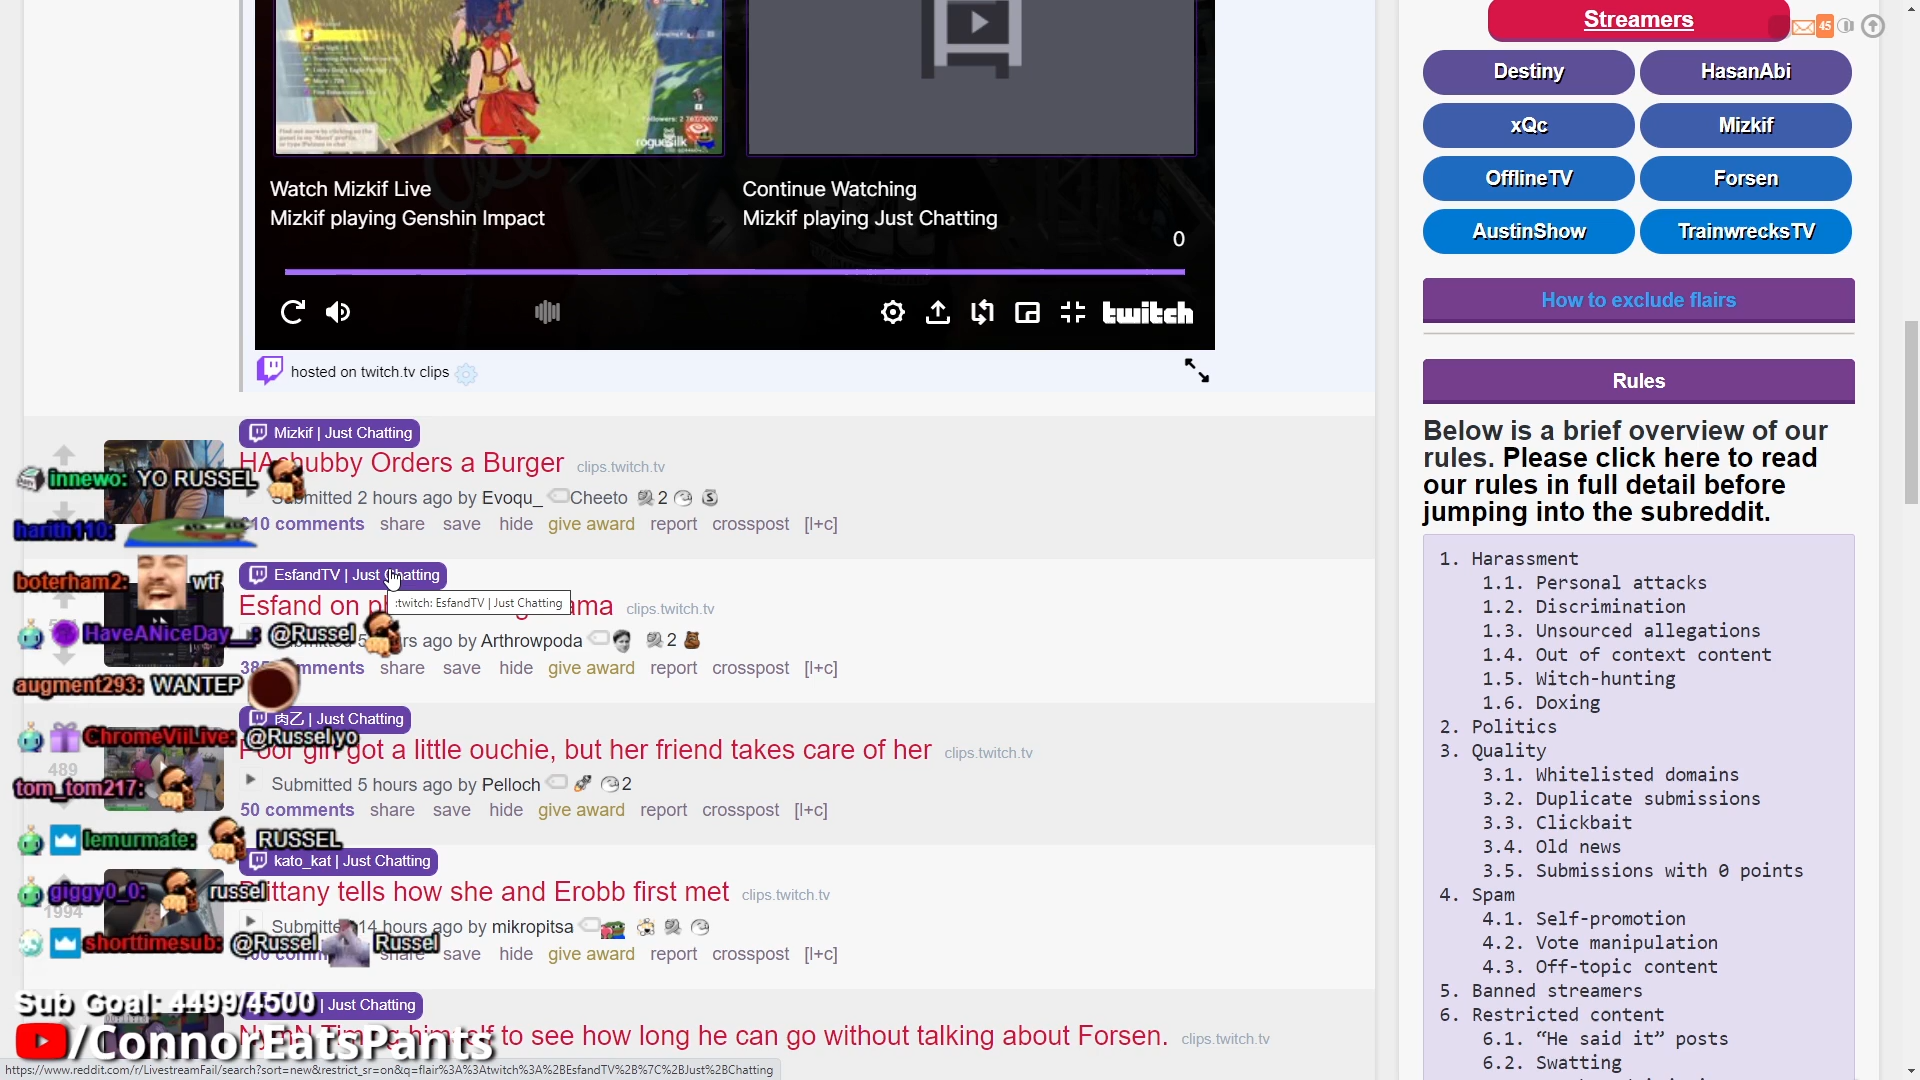 Streamers
45
Destiny
HasanAbi
xQc
Mizkif
OfflineTV
Forsen
AustinShow
TrainwrecksTV
How to exclude flairs
Rules
Below is a brief overview of our
rules. Please click here to read
our rules in full detail before
jumping into the subreddit.
1. Harassment
1.1. Personal attacks
1.2. Discrimination
1.3. Unsourced allegations
1.4. Out of context content
1.5. Witch-hunting
1.6. Doxing
2. Politics
3. Quality
3.1. Whitelisted domains
3.2. Duplicate submissions
3.3. Clickbait
3.4. Old news
3.5. Submissions with 0 points
4. Spam
4.1. Self-promotion
4.2. Vote manipulation
4.3. Off-topic content
5. Banned streamers
6. Restricted content
6.1. “He said it” posts
6.2. Swatting
roguesilk
Watch Mizkif Live
Mizkif playing Genshin Impact
Continue Watching
Mizkif playing Just Chatting
0
twitch
hosted on twitch.tv clips
Mizkif | Just Chatting
HAchubby Orders a Burger clips.twitch.tv
Submitted 2 hours ago by Evoqu_ Cheeto 2
comments share save hide give award report crosspost [l+c]
EsfandTV | Just Chatting
:twitch: EsfandTV | Just Chatting
Esfand on clips.twitch.tv
ago by Arthrowpoda 2
share save hide give award report crosspost [l+c]
肉乙 | Just Chatting
Poor girl got a little ouchie, but her friend takes care of her clips.twitch.tv
489
Submitted 5 hours ago by Pelloch 2
50 comments share save hide give award report crosspost [l+c]
kato_kat | Just Chatting
Brittany tells how she and Erobb first met clips.twitch.tv
1994
Submitted 14 hours ago by mikropitsa
share save hide give award report crosspost [l+c]
| Just Chatting
to see how long he can go without talking about Forsen. clips.twitch.tv
innewo: YO RUSSEL
harith110:
boterham2: wtf
HaveANiceDay__: @Russel
augment293: WANTEP
ChromeViiLive: @Russel yo
tom_tom217:
lemurmate: RUSSEL
giggy0_0: russel
shorttimesub: @Russel Russel
Sub Goal: 4499/4500
/ConnorEatsPants
https://www.reddit.com/r/LivestreamFail/search?sort=new&restrict_sr=on&q=flair%3A%3Atwitch%3A%2BEsfandTV%2B%7C%2BJust%2BChatting